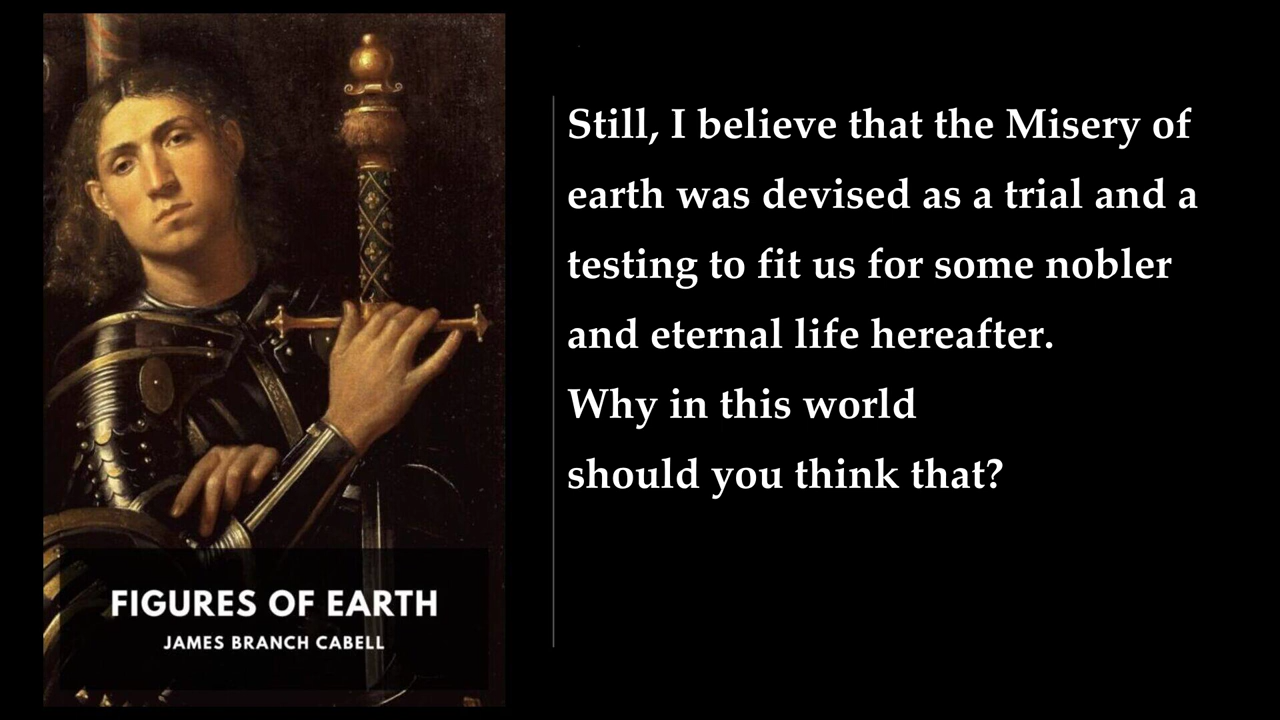 Still, I believe that the Misery of
earth was devised as a trial and a
testing to fit us for some nobler
and eternal life hereafter.
Why in this world
should you think that?
FIGURES OF EARTH
JAMES BRANCH CABELL